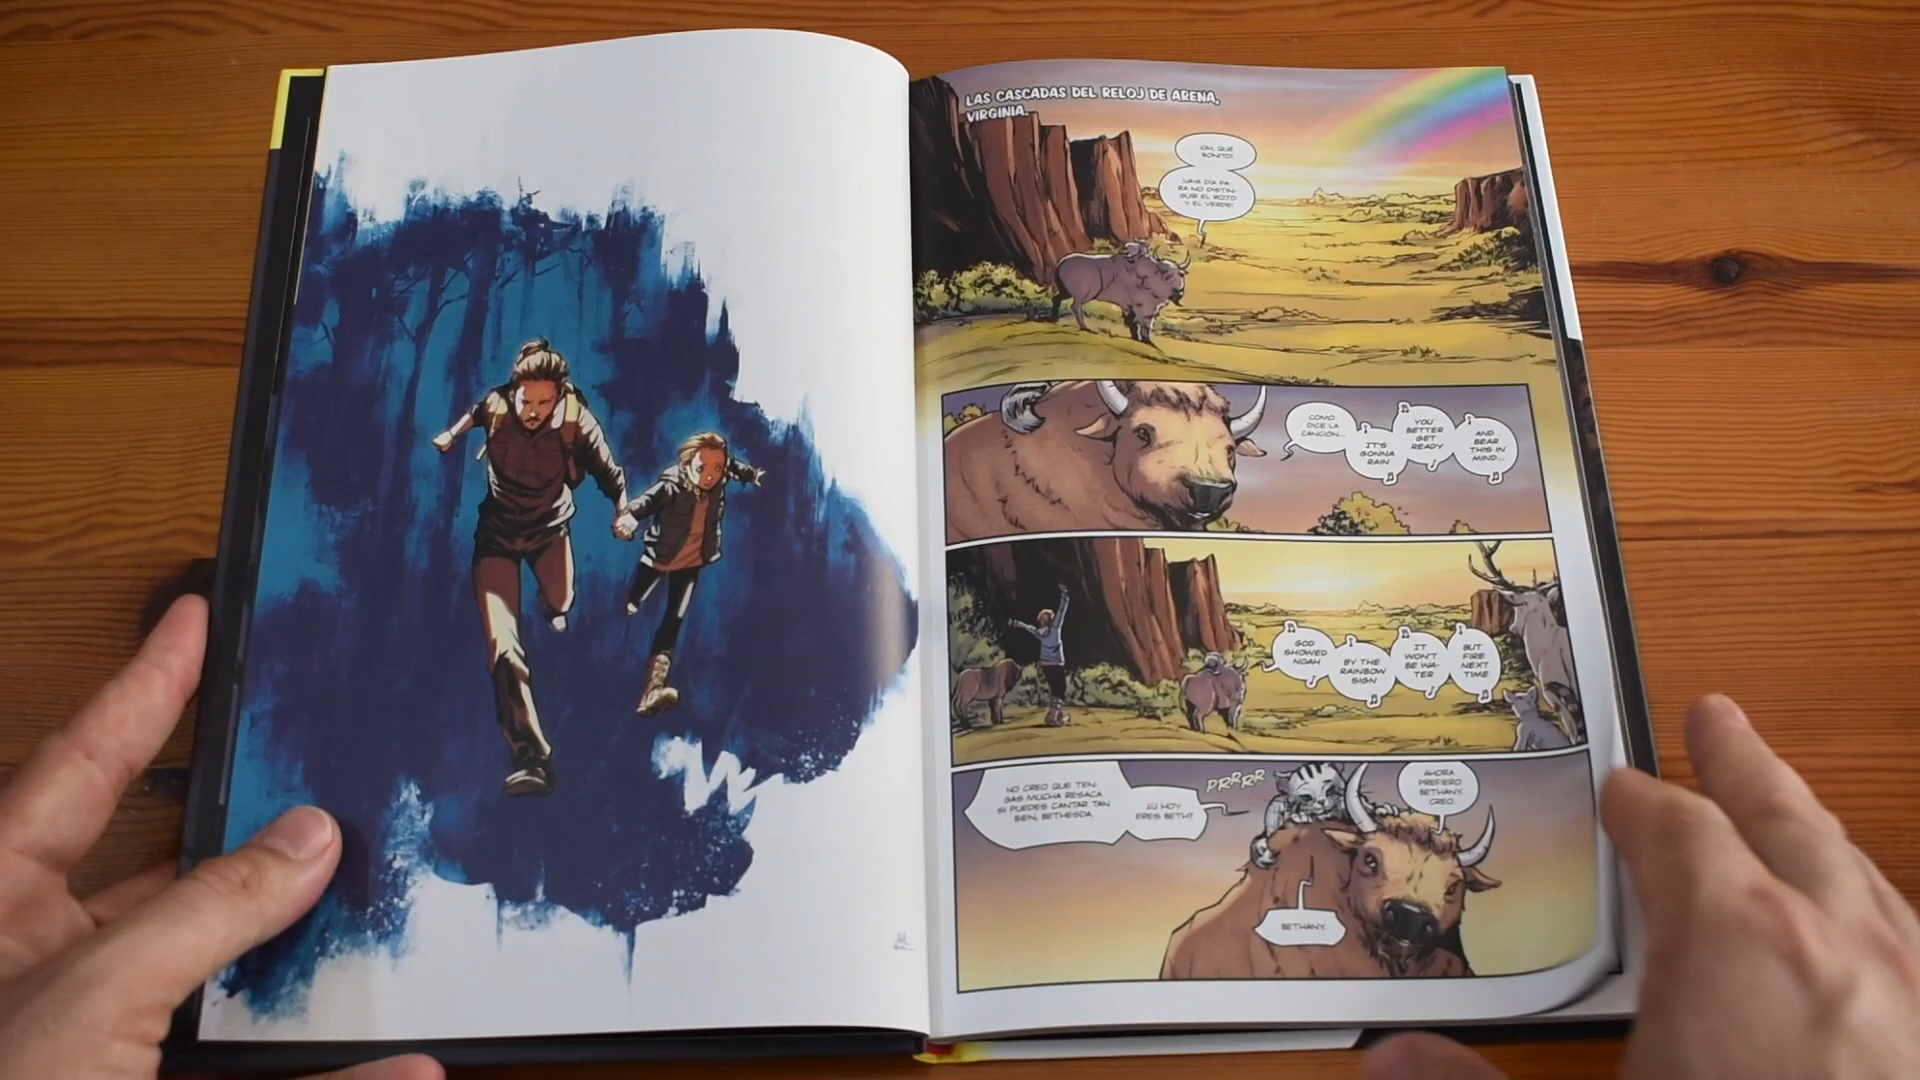 LAS CASCADAS DEL RELOJ DE ARENA,
VIRGINIA.
¡OH, QUÉ
BONITO!
¡VAYA DÍA PA-
RA NO DISTIN-
GUIR EL ROJO
Y EL VERDE!
COMO
DICE LA
CANCIÓN...
IT'S
GONNA
RAIN
YOU
BETTER
GET
READY
AND
BEAR
THIS IN
MIND...
GOD
SHOWED
NOAH
BY THE
RAINBOW
SIGN
IT
WON'T
BE WA-
TER
BUT
FIRE
NEXT
TIME
NO CREO QUE TEN-
GAS MUCHA RESACA
SI PUEDES CANTAR TAN
BIEN, BETHESDA.
¿U HOY
ERES BETH?
PRRRR
AHORA
PREFIERO
BETHANY.
CREO.
BETHANY.